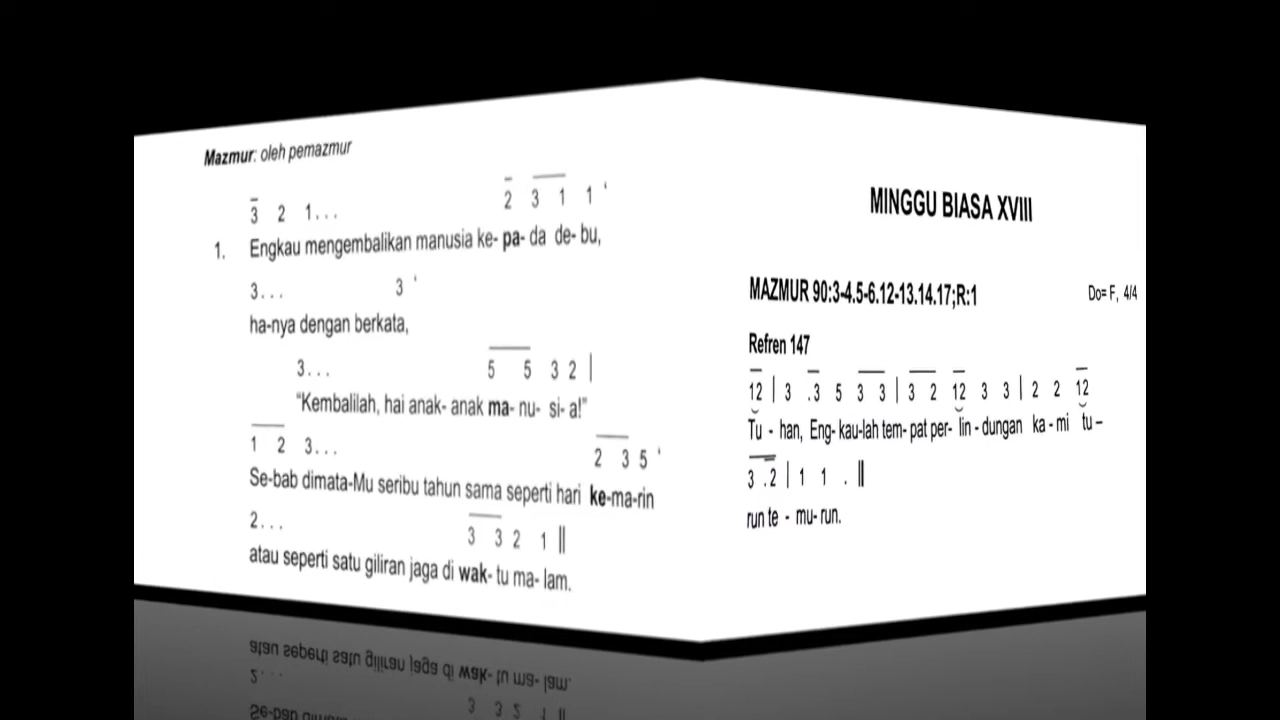 Mazmur: oleh pemazmur
3 2 1... 2 3 1 1 '
1. Engkau mengembalikan manusia ke- pa- da de- bu,
3... 3 '
ha-nya dengan berkata,
3... 5 5 3 2 |
“Kembalilah, hai anak- anak ma- nu- si- a!”
1 2 3... 2 3 5 '
Se-bab dimata-Mu seribu tahun sama seperti hari ke-ma-rin
2... 3 3 2 1 ||
atau seperti satu giliran jaga di wak- tu ma- lam.
MINGGU BIASA XVIII
MAZMUR 90:3-4.5-6.12-13.14.17;R:1 Do= F, 4/4
Refren 147
12 | 3 .3 5 3 3 | 3 2 12 3 3 | 2 2 12
Tu - han, Eng- kau-lah tem- pat per- lin - dungan ka - mi tu –
3 .2 | 1 1 . ||
run te - mu- run.